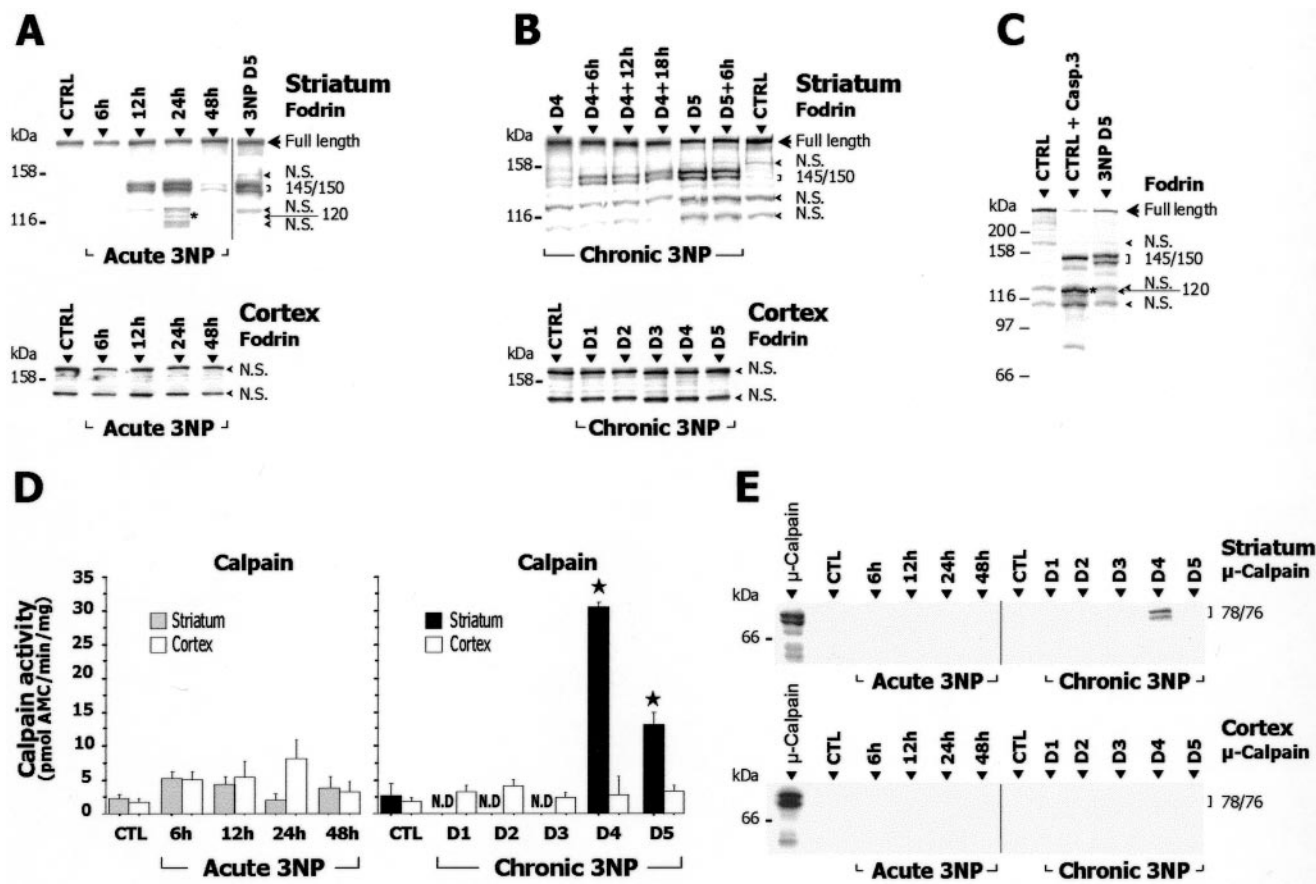 A
CTRL
6h
12h
24h
48h
3NP D5
Striatum
Fodrin
kDa
158
116
Full length
N.S.
145/150
N.S.
120
N.S.
*
Acute 3NP
Cortex
Fodrin
CTRL
6h
12h
24h
48h
kDa
158
N.S.
N.S.
Acute 3NP
B
D4
D4+6h
D4+12h
D4+18h
D5
D5+6h
CTRL
Striatum
Fodrin
kDa
158
116
Full length
N.S.
145/150
N.S.
N.S.
Chronic 3NP
Cortex
Fodrin
CTRL
D1
D2
D3
D4
D5
kDa
158
N.S.
N.S.
Chronic 3NP
C
CTRL
CTRL + Casp.3
3NP D5
Fodrin
kDa
200
158
116
97
66
Full length
N.S.
145/150
N.S.
120
N.S.
*
D
Calpain
Calpain
Calpain activity
(pmol AMC/min/mg)
35
30
25
20
15
10
5
0
Striatum
Cortex
Striatum
Cortex
★
★
N.D
N.D
N.D
CTL 6h 12h 24h 48h
Acute 3NP
CTL D1 D2 D3 D4 D5
Chronic 3NP
E
μ-Calpain
CTL
6h
12h
24h
48h
CTL
D1
D2
D3
D4
D5
Striatum
μ-Calpain
kDa
66
78/76
Acute 3NP
Chronic 3NP
μ-Calpain
CTL
6h
12h
24h
48h
CTL
D1
D2
D3
D4
D5
Cortex
μ-Calpain
kDa
66
78/76
Acute 3NP
Chronic 3NP